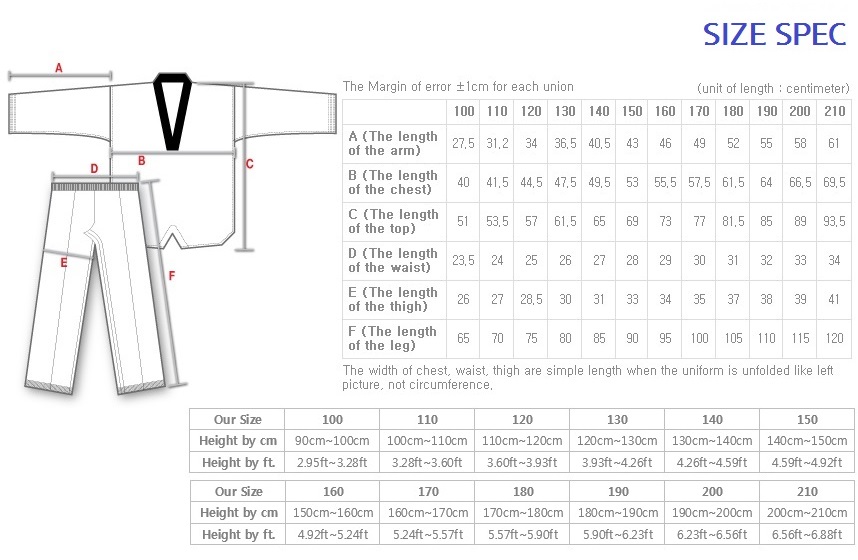 SIZE SPEC
The Margin of error ±1cm for each union (unit of length : centimeter)
100 110 120 130 140 150 160 170 180 190 200 210
A (The length
of the arm) 27,5 31,2 34 36,5 40,5 43 46 49 52 55 58 61
B (The length
of the chest) 40 41,5 44,5 47,5 49,5 53 55,5 57,5 61,5 64 66,5 69,5
C (The length
of the top) 51 53,5 57 61,5 65 69 73 77 81,5 85 89 93,5
D (The length
of the waist) 23,5 24 25 26 27 28 29 30 31 32 33 34
E (The length
of the thigh) 26 27 28,5 30 31 33 34 35 37 38 39 41
F (The length
of the leg) 65 70 75 80 85 90 95 100 105 110 115 120
The width of chest, waist, thigh are simple length when the uniform is unfolded like left
picture, not circumference,
A
B
C
D
E
F
Our Size 100 110 120 130 140 150
Height by cm 90cm~100cm 100cm~110cm 110cm~120cm 120cm~130cm 130cm~140cm 140cm~150cm
Height by ft. 2.95ft~3.28ft 3.28ft~3.60ft 3.60ft~3.93ft 3.93ft~4.26ft 4.26ft~4.59ft 4.59ft~4.92ft
Our Size 160 170 180 190 200 210
Height by cm 150cm~160cm 160cm~170cm 170cm~180cm 180cm~190cm 190cm~200cm 200cm~210cm
Height by ft. 4.92ft~5.24ft 5.24ft~5.57ft 5.57ft~5.90ft 5.90ft~6.23ft 6.23ft~6.56ft 6.56ft~6.88ft